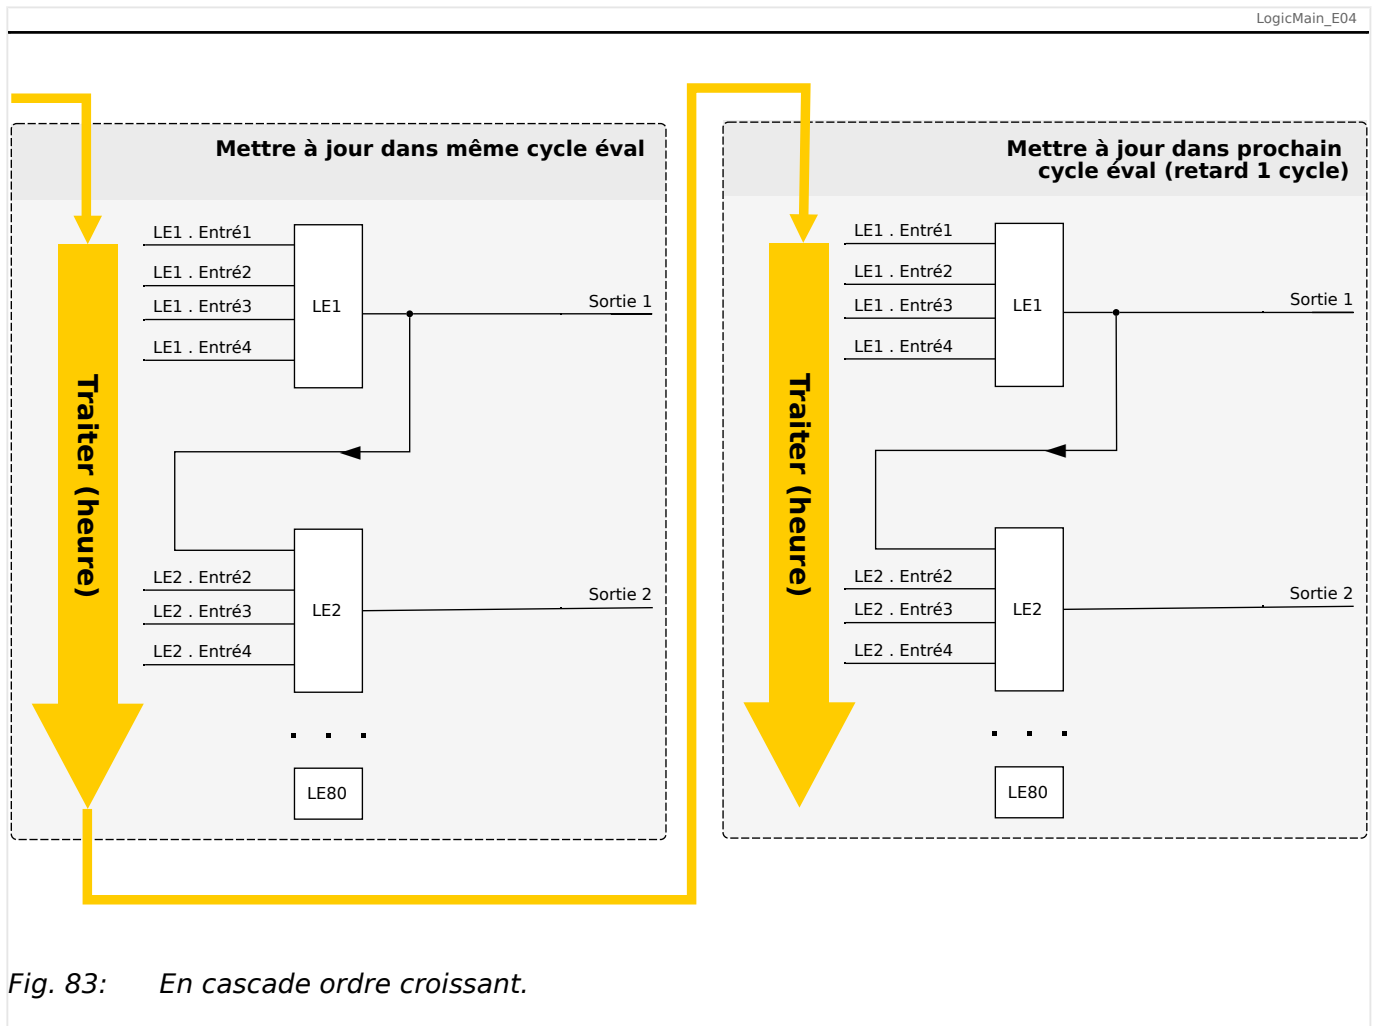 LogicMain_E04
Mettre à jour dans même cycle éval
LE1 . Entré1
LE1 . Entré2
LE1 . Entré3
LE1 . Entré4
LE1
Sortie 1
Traiter (heure)
LE2 . Entré2
LE2 . Entré3
LE2 . Entré4
LE2
Sortie 2
. . .
LE80
Mettre à jour dans prochain
cycle éval (retard 1 cycle)
LE1 . Entré1
LE1 . Entré2
LE1 . Entré3
LE1 . Entré4
LE1
Sortie 1
Traiter (heure)
LE2 . Entré2
LE2 . Entré3
LE2 . Entré4
LE2
Sortie 2
. . .
LE80
Fig. 83: En cascade ordre croissant.